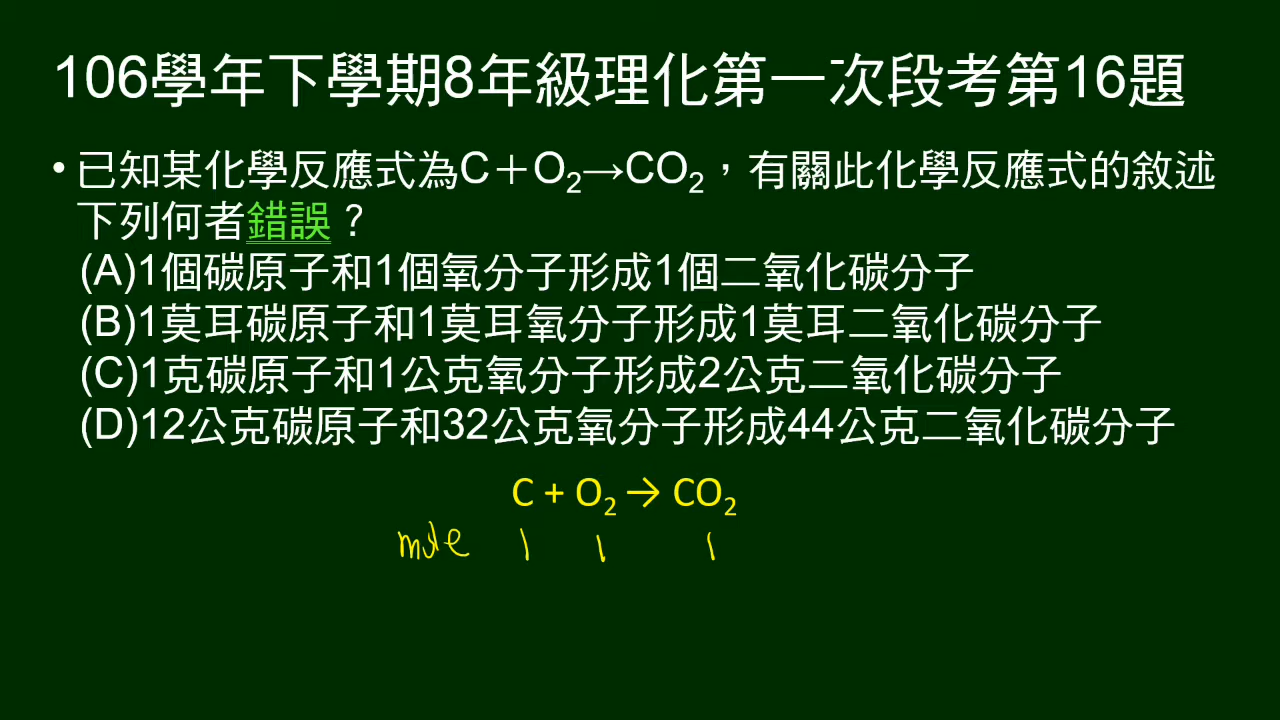 106學年下學期8年級理化第一次段考第16題
• 已知某化學反應式為C＋O₂→CO₂，有關此化學反應式的敘述
下列何者錯誤？
(A)1個碳原子和1個氧分子形成1個二氧化碳分子
(B)1莫耳碳原子和1莫耳氧分子形成1莫耳二氧化碳分子
(C)1克碳原子和1公克氧分子形成2公克二氧化碳分子
(D)12公克碳原子和32公克氧分子形成44公克二氧化碳分子
C + O₂ → CO₂
mole 1 1 1